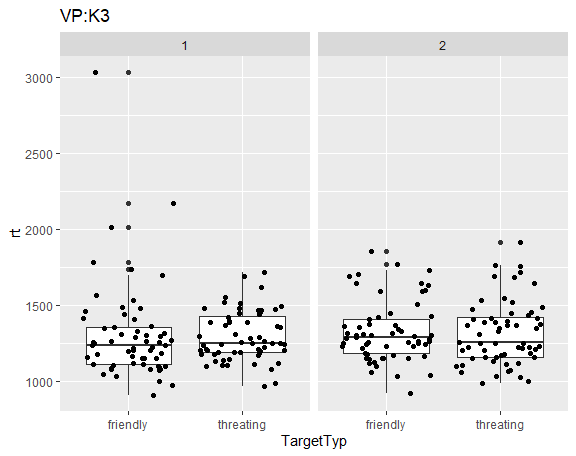 VP:K3
1 2
rt
3000
2500
2000
1500
1000
friendly threating friendly threating
TargetTyp